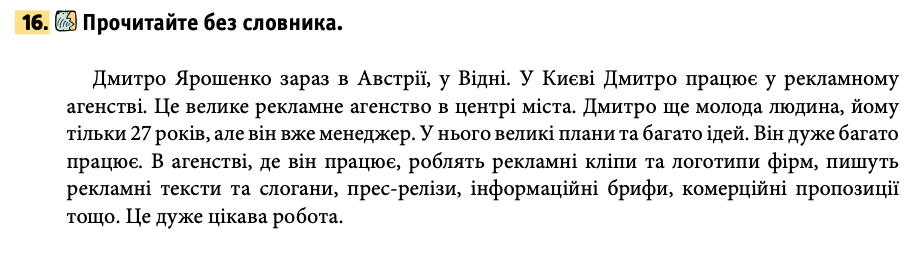 16. Прочитайте без словника.
Дмитро Ярошенко зараз в Австрії, у Відні. У Києві Дмитро працює у рекламному
агенстві. Це велике рекламне агенство в центрі міста. Дмитро ще молода людина, йому
тільки 27 років, але він вже менеджер. У нього великі плани та багато ідей. Він дуже багато
працює. В агенстві, де він працює, роблять рекламні кліпи та логотипи фірм, пишуть
рекламні тексти та слогани, прес-релізи, інформаційні брифи, комерційні пропозиції
тощо. Це дуже цікава робота.